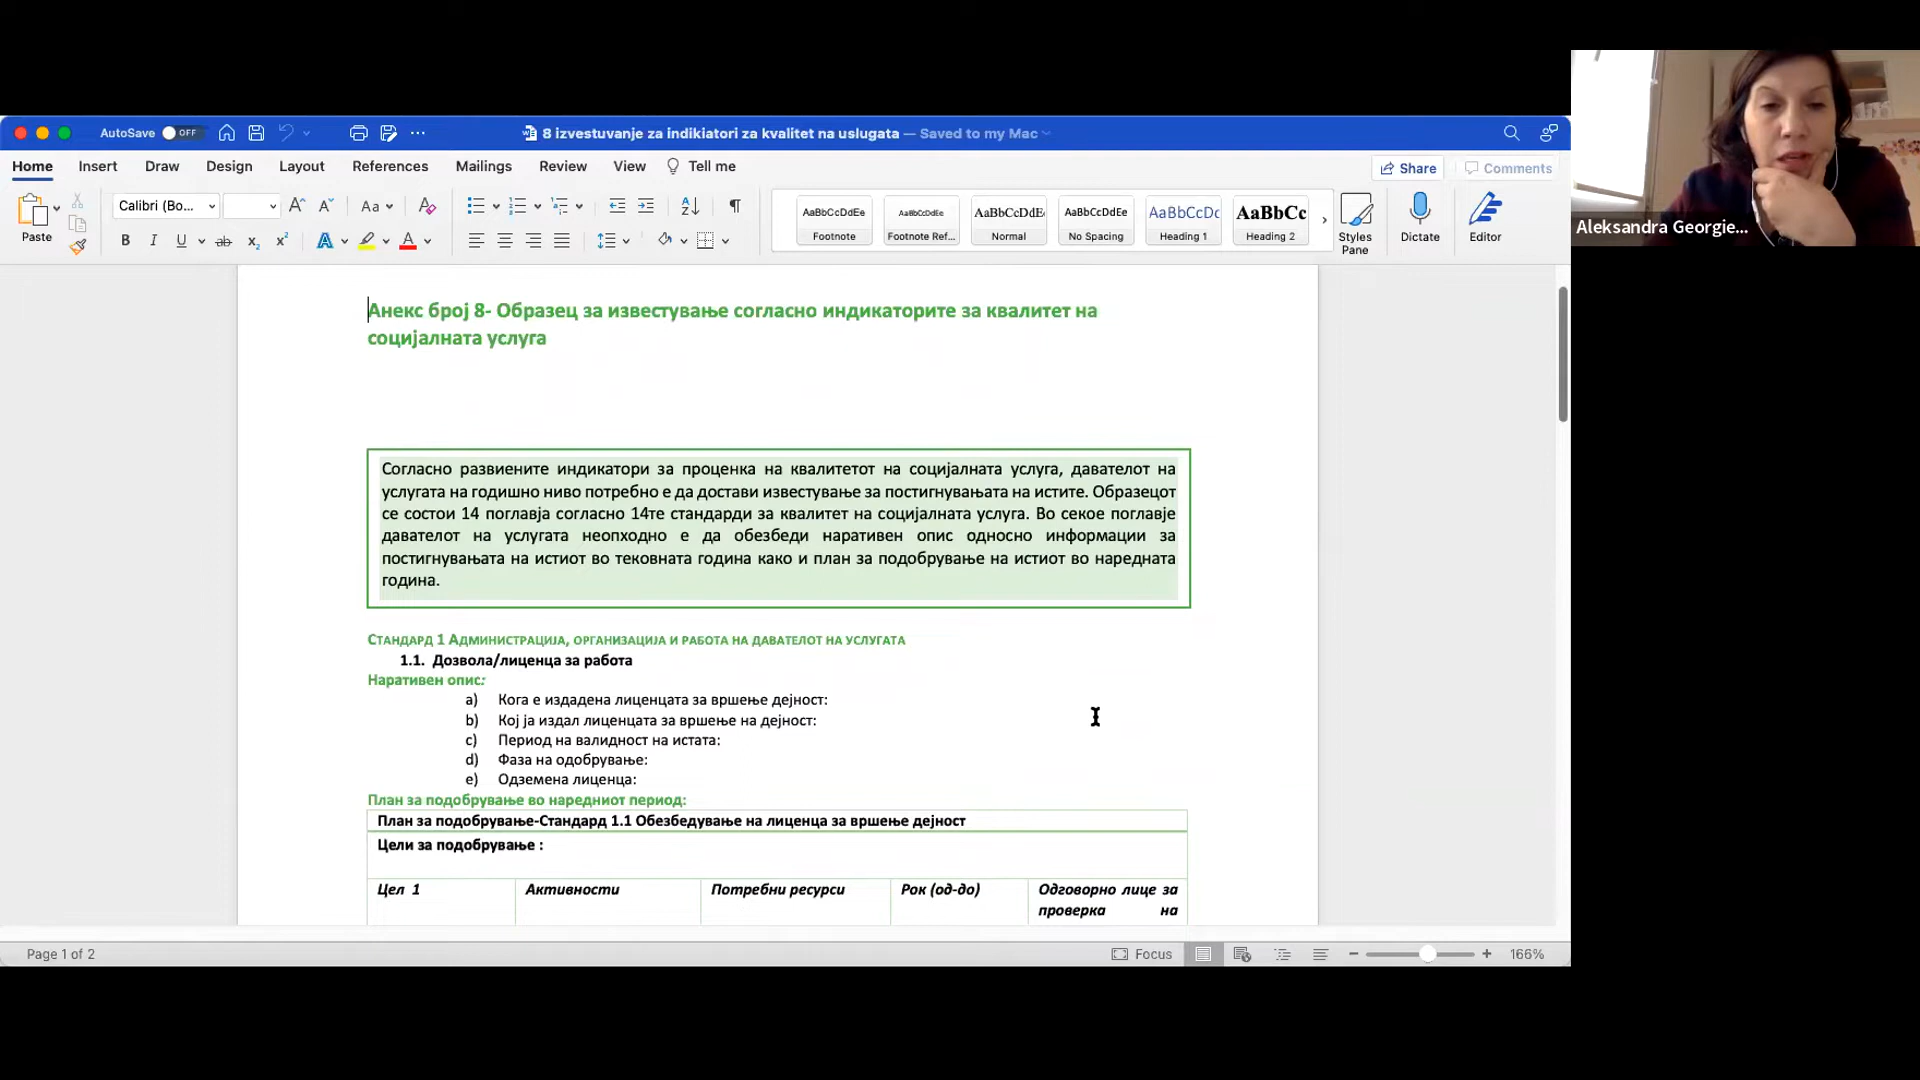 AutoSave OFF
8 izvestuvanje za indikiatori za kvalitet na uslugata — Saved to my Mac
Home Insert Draw Design Layout References Mailings Review View Tell me
Share Comments
Paste
Calibri (Bo...
Aa
B I U ab x₂ x² A A
AaBbCcDdEe Footnote
AaBbCcDdEe Footnote Ref...
AaBbCcDdE Normal
AaBbCcDdEe No Spacing
AaBbCcDc Heading 1
AaBbCc Heading 2
Styles Pane
Dictate
Editor
Aleksandra Georgie...
Анекс број 8- Образец за известување согласно индикаторите за квалитет на
социјалната услуга
Согласно развиените индикатори за проценка на квалитетот на социјалната услуга, давателот на
услугата на годишно ниво потребно е да достави известување за постигнувањата на истите. Образецот
се состои 14 поглавја согласно 14те стандарди за квалитет на социјалната услуга. Во секое поглавје
давателот на услугата неопходно е да обезбеди наративен опис односно информации за
постигнувањата на истиот во тековната година како и план за подобрување на истиот во наредната
година.
Стандард 1 Администрација, организација и работа на давателот на услугата
1.1. Дозвола/лиценца за работа
Наративен опис:
a) Кога е издадена лиценцата за вршење дејност:
b) Кој ја издал лиценцата за вршење на дејност:
c) Период на валидност на истата:
d) Фаза на одобрување:
e) Одземена лиценца:
План за подобрување во наредниот период:
План за подобрување-Стандард 1.1 Обезбедување на лиценца за вршење дејност
Цели за подобрување :
Цел 1 Активности Потребни ресурси Рок (од-до) Одговорно лице за
проверка на
Page 1 of 2
Focus
166%